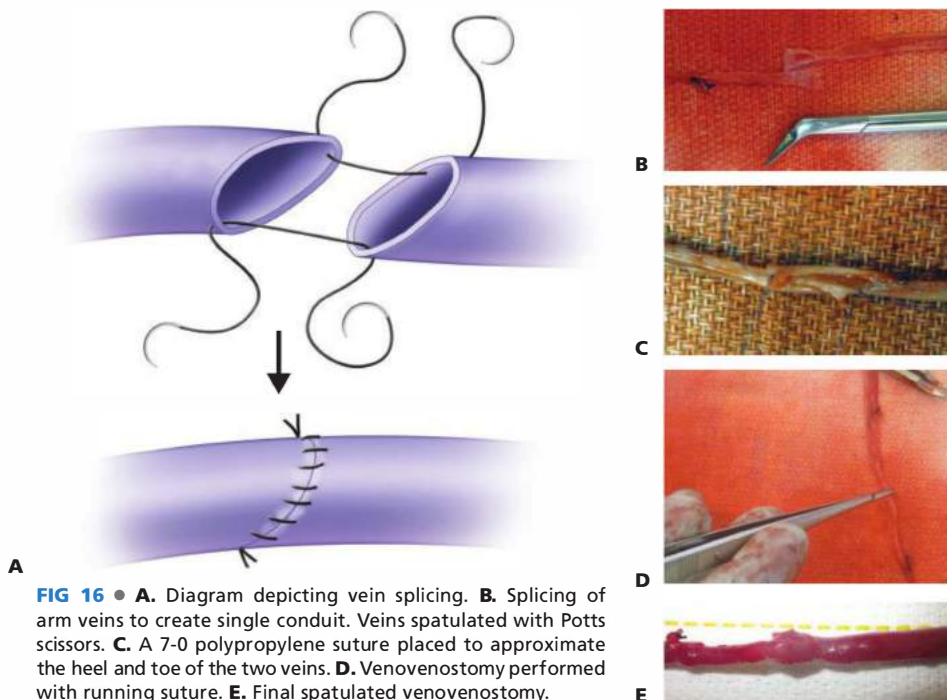 B
C
D
E
A
FIG 16 ● A. Diagram depicting vein splicing. B. Splicing of
arm veins to create single conduit. Veins spatulated with Potts
scissors. C. A 7-0 polypropylene suture placed to approximate
the heel and toe of the two veins. D. Venovenostomy performed
with running suture. E. Final spatulated venovenostomy.